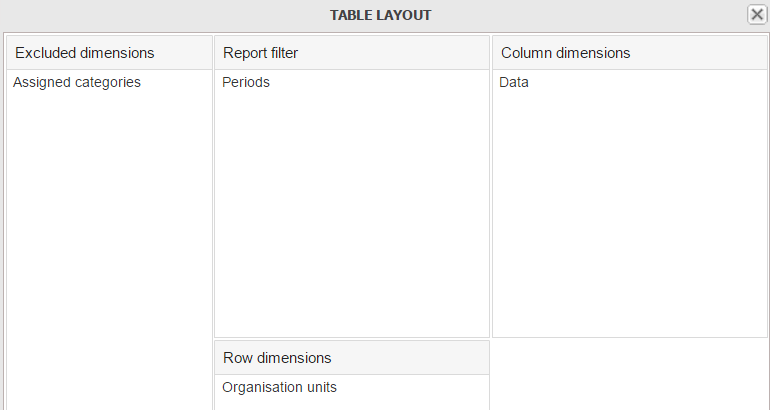 TABLE LAYOUT
Excluded dimensions
Assigned categories
Report filter
Periods
Column dimensions
Data
Row dimensions
Organisation units